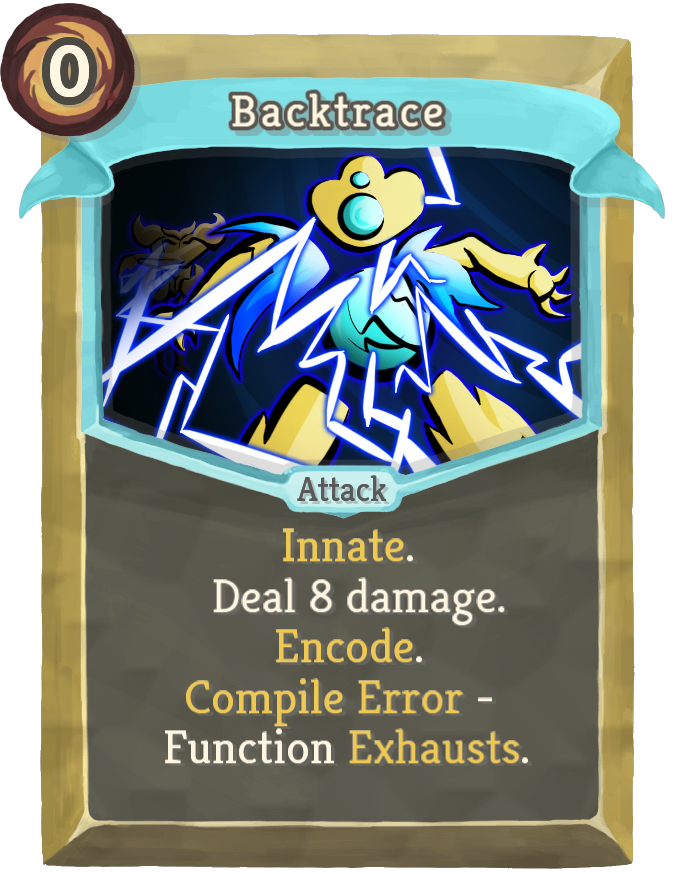 0
Backtrace
Attack
Innate.
Deal 8 damage.
Encode.
Compile Error -
Function Exhausts.